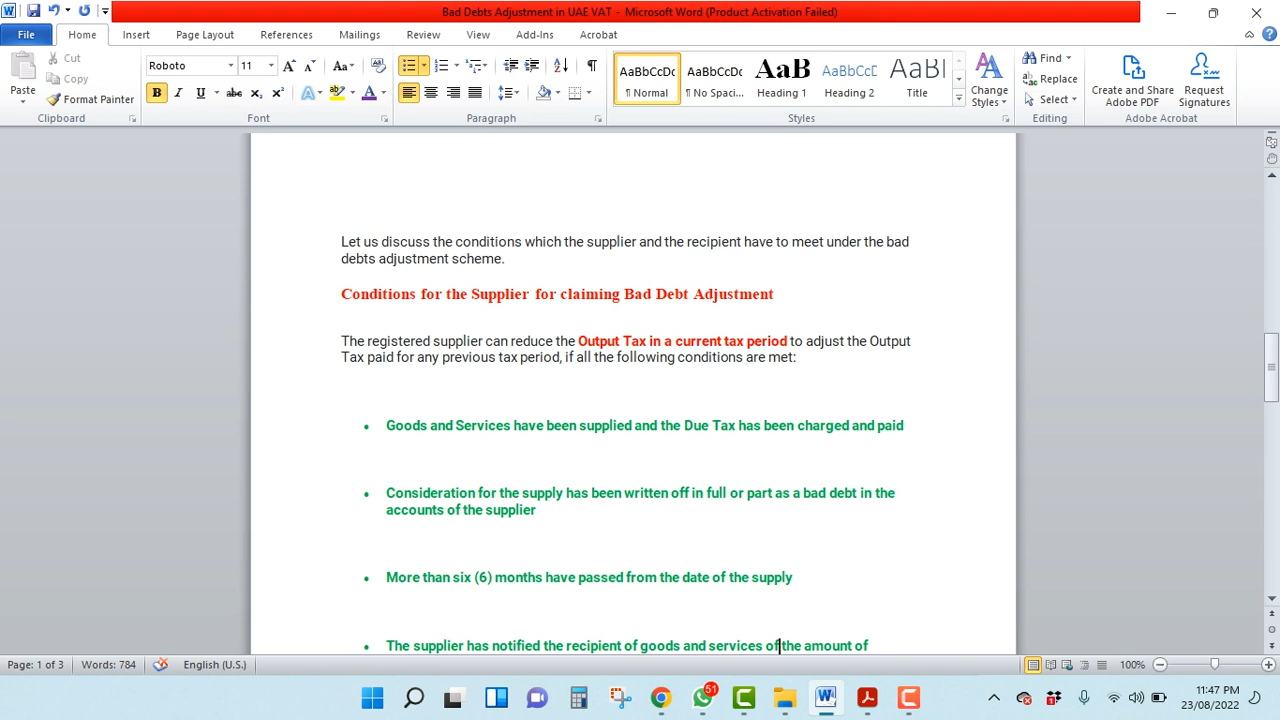 Bad Debts Adjustment in UAE VAT - Microsoft Word (Product Activation Failed)
File Home Insert Page Layout References Mailings Review View Add-Ins Acrobat
Paste
Cut
Copy
Format Painter
Clipboard
Roboto 11
Font
Paragraph
AaBbCcDc AaBbCcDc AaB AaBbCcD AaBl
¶ Normal ¶ No Spaci... Heading 1 Heading 2 Title
Change Styles
Styles
Find
Replace
Select
Editing
Create and Share Adobe PDF
Request Signatures
Adobe Acrobat
Let us discuss the conditions which the supplier and the recipient have to meet under the bad
debts adjustment scheme.
Conditions for the Supplier for claiming Bad Debt Adjustment
The registered supplier can reduce the Output Tax in a current tax period to adjust the Output
Tax paid for any previous tax period, if all the following conditions are met:
• Goods and Services have been supplied and the Due Tax has been charged and paid
• Consideration for the supply has been written off in full or part as a bad debt in the
accounts of the supplier
• More than six (6) months have passed from the date of the supply
• The supplier has notified the recipient of goods and services of the amount of
Page: 1 of 3 Words: 784 English (U.S.) 100%
51
11:47 PM
23/08/2022